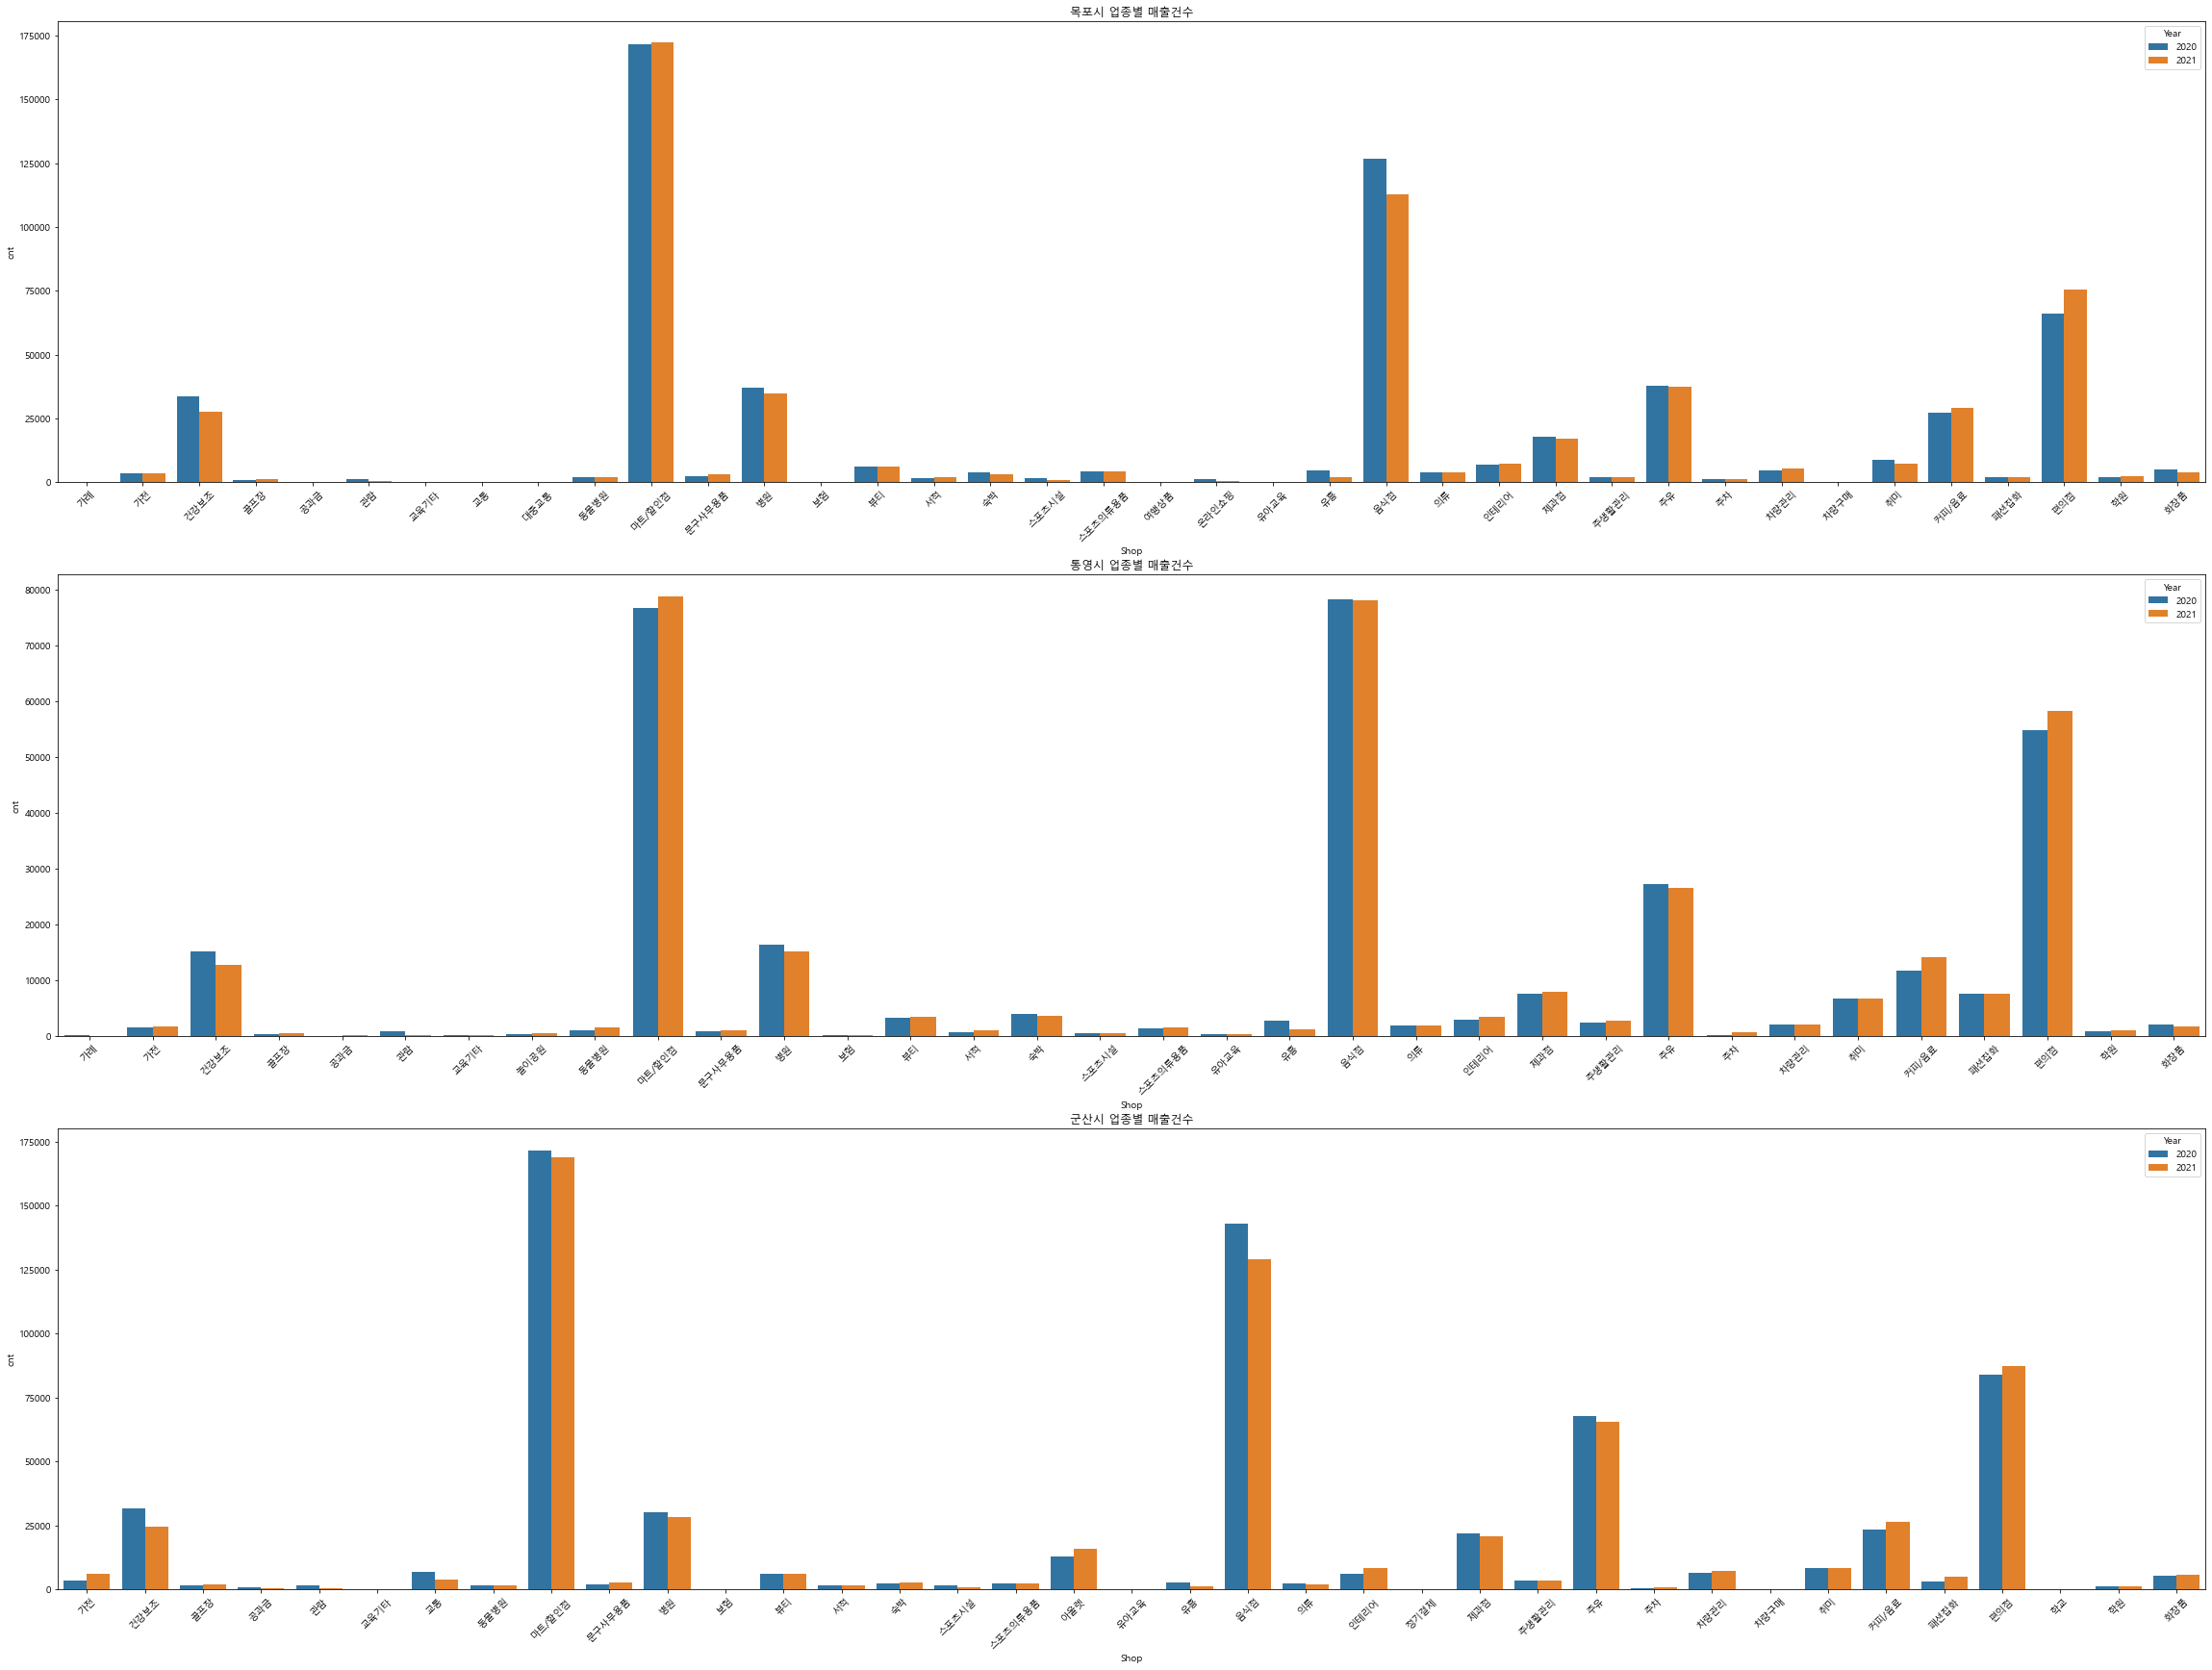 목포시 업종별 매출건수
Year
2020
2021
175000
150000
125000
100000
75000
50000
25000
0
cnt
가례 가전 건강보조 골프장 공과금 관람 교육기타 교통 대중교통 동물병원 마트/할인점 문구사무용품 병원 보험 뷰티 서적 숙박 스포츠시설 스포츠의류용품 여행상품 온라인쇼핑 유아교육 유흥 음식점 의류 인테리어 제과점 주생활관리 주유 주차 차량관리 차량구매 취미 커피/음료 패션잡화 편의점 학원 화장품
Shop
통영시 업종별 매출건수
Year
2020
2021
80000
70000
60000
50000
40000
30000
20000
10000
0
cnt
가례 가전 건강보조 골프장 공과금 관람 교육기타 놀이공원 동물병원 마트/할인점 문구사무용품 병원 보험 뷰티 서적 숙박 스포츠시설 스포츠의류용품 유아교육 유흥 음식점 의류 인테리어 제과점 주생활관리 주유 주차 차량관리 취미 커피/음료 패션잡화 편의점 학원 화장품
Shop
군산시 업종별 매출건수
Year
2020
2021
175000
150000
125000
100000
75000
50000
25000
0
cnt
가전 건강보조 골프장 공과금 관람 교육기타 교통 동물병원 마트/할인점 문구사무용품 병원 보험 뷰티 서적 숙박 스포츠시설 스포츠의류용품 아울렛 유아교육 유흥 음식점 의류 인테리어 정기결제 제과점 주생활관리 주유 주차 차량관리 차량구매 취미 커피/음료 패션잡화 편의점 학교 학원 화장품
Shop